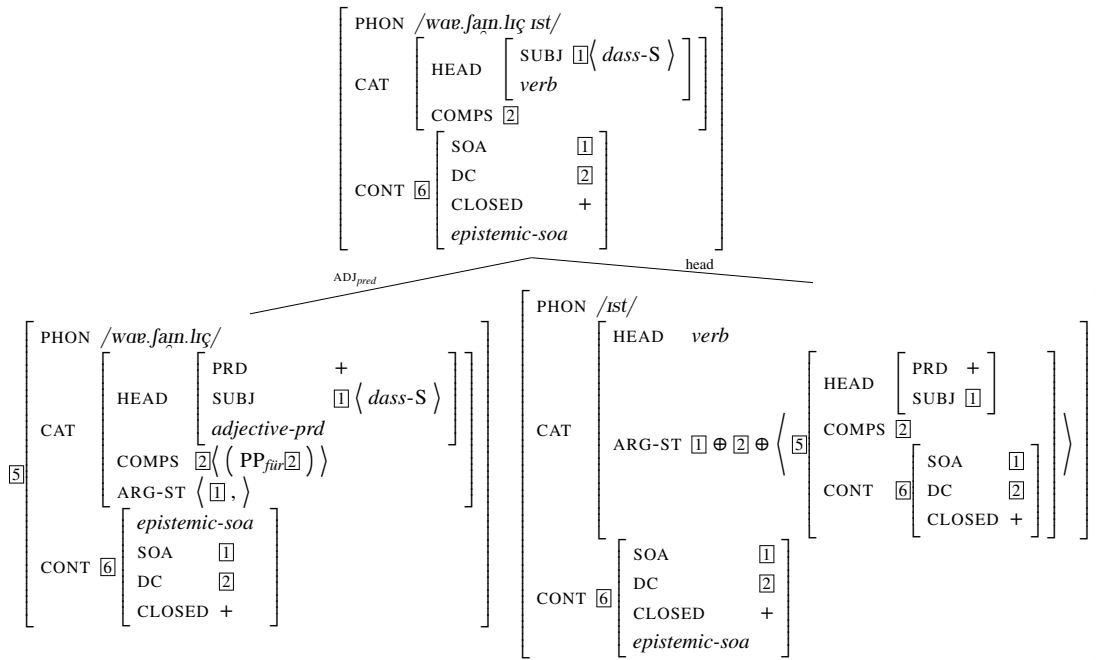 PHON /wɑɐ.ʃaɪ̯n.lɪç ɪst/
CAT [ HEAD [ SUBJ 1 ⟨ dass-S ⟩
verb ] ]
COMPS 2
CONT 6 [ SOA 1
DC 2
CLOSED +
epistemic-soa ]
ADJpred
head
5 [ PHON /wɑɐ.ʃaɪ̯n.lɪç/
CAT [ HEAD [ PRD +
SUBJ 1 ⟨ dass-S ⟩
adjective-prd ]
COMPS 2 ⟨ ( PPfür 2 ) ⟩
ARG-ST ⟨ 1 , ⟩ ]
CONT 6 [ epistemic-soa
SOA 1
DC 2
CLOSED + ] ]
PHON /ɪst/
CAT [ HEAD verb
ARG-ST 1 ⊕ 2 ⊕ ⟨ 5 [ HEAD [ PRD +
SUBJ 1 ]
COMPS 2
CONT 6 [ SOA 1
DC 2
CLOSED + ] ] ⟩ ]
CONT 6 [ SOA 1
DC 2
CLOSED +
epistemic-soa ]